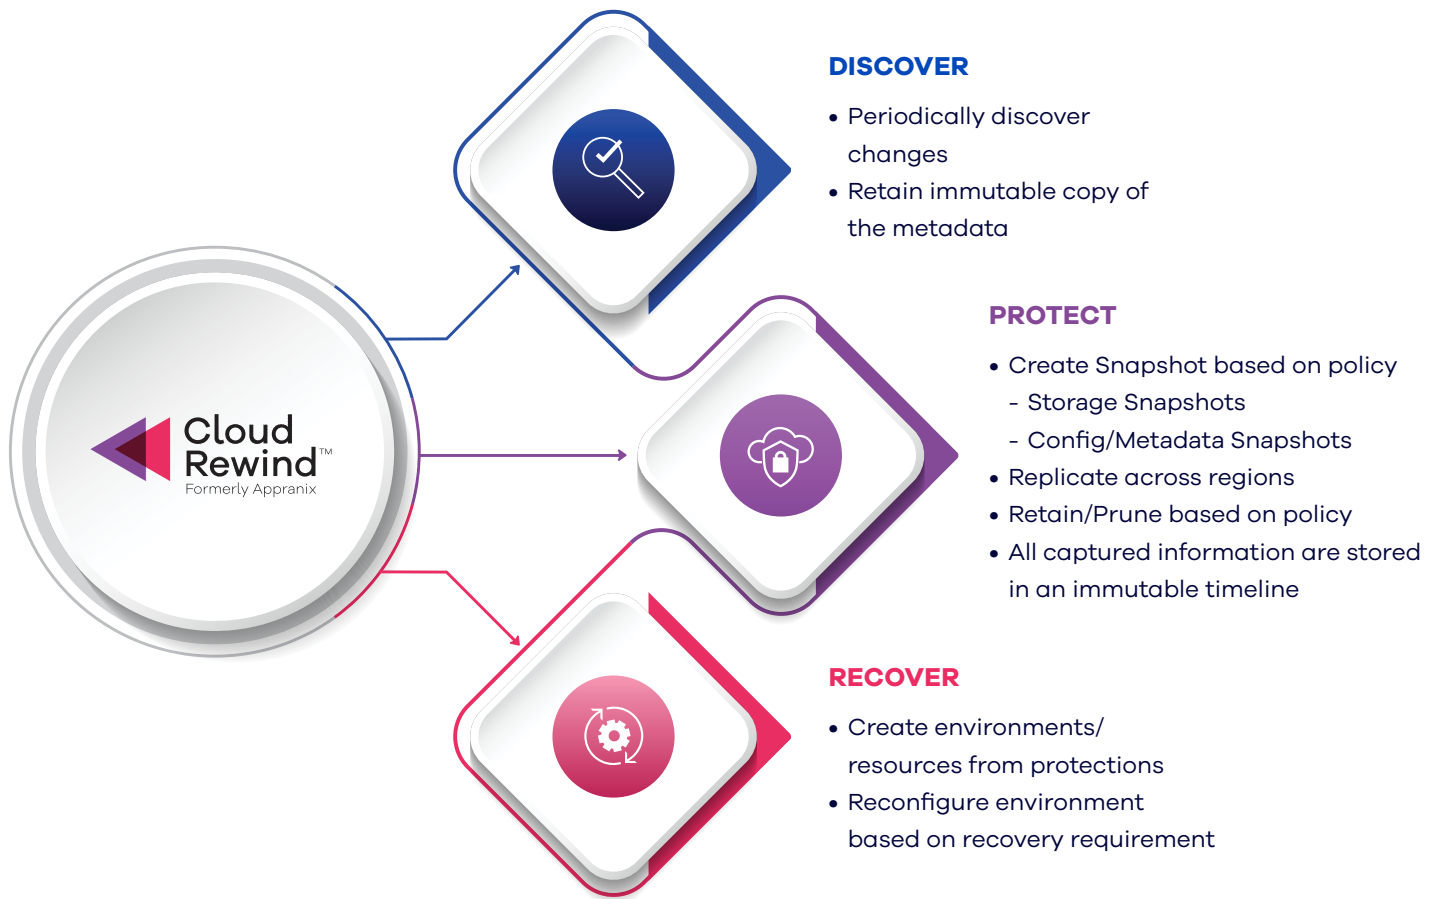 Cloud
Rewind™
Formerly Appranix
DISCOVER
• Periodically discover
changes
• Retain immutable copy of
the metadata
PROTECT
• Create Snapshot based on policy
- Storage Snapshots
- Config/Metadata Snapshots
• Replicate across regions
• Retain/Prune based on policy
• All captured information are stored
in an immutable timeline
RECOVER
• Create environments/
resources from protections
• Reconfigure environment
based on recovery requirement